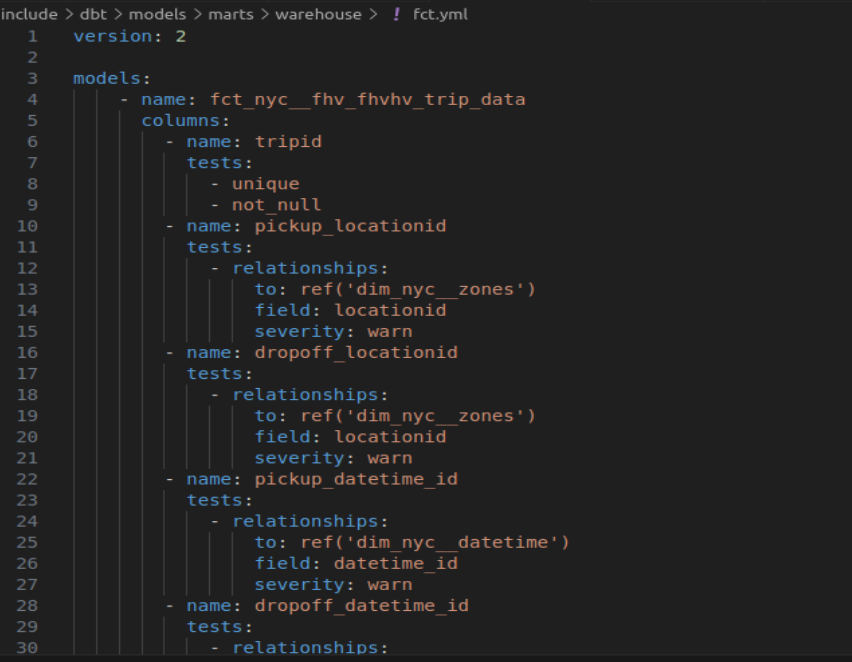 include > dbt > models > marts > warehouse > ! fct.yml
1 version: 2
2
3 models:
4     - name: fct_nyc__fhv_fhvhv_trip_data
5       columns:
6         - name: tripid
7           tests:
8             - unique
9             - not_null
10         - name: pickup_locationid
11           tests:
12             - relationships:
13                 to: ref('dim_nyc__zones')
14                 field: locationid
15                 severity: warn
16         - name: dropoff_locationid
17           tests:
18             - relationships:
19                 to: ref('dim_nyc__zones')
20                 field: locationid
21                 severity: warn
22         - name: pickup_datetime_id
23           tests:
24             - relationships:
25                 to: ref('dim_nyc__datetime')
26                 field: datetime_id
27                 severity: warn
28         - name: dropoff_datetime_id
29           tests:
30             - relationships: